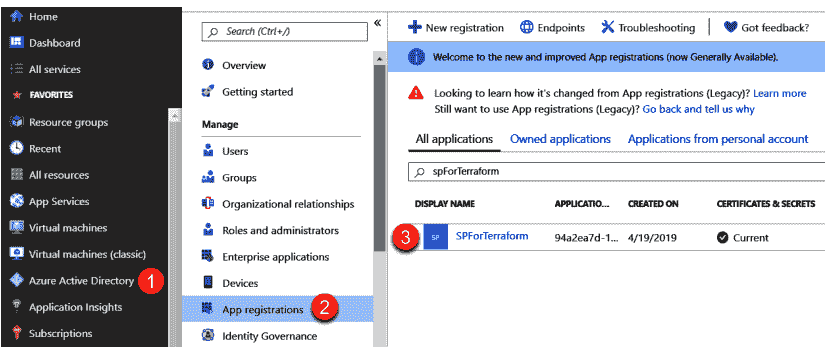 Home
Dashboard
All services
FAVORITES
Resource groups
Recent
All resources
App Services
Virtual machines
Virtual machines (classic)
Azure Active Directory
1
Application Insights
Subscriptions
Search (Ctrl+/)
«
Overview
Getting started
Manage
Users
Groups
Organizational relationships
Roles and administrators
Enterprise applications
Devices
App registrations
2
Identity Governance
New registration Endpoints Troubleshooting Got feedback?
Welcome to the new and improved App registrations (now Generally Available).
Looking to learn how it's changed from App registrations (Legacy)? Learn more
Still want to use App registrations (Legacy)? Go back and tell us why
All applications Owned applications Applications from personal account
spForTerraform
DISPLAY NAME APPLICATIO... CREATED ON CERTIFICATES & SECRETS
3 SP SPForTerraform 94a2ea7d-1... 4/19/2019 Current